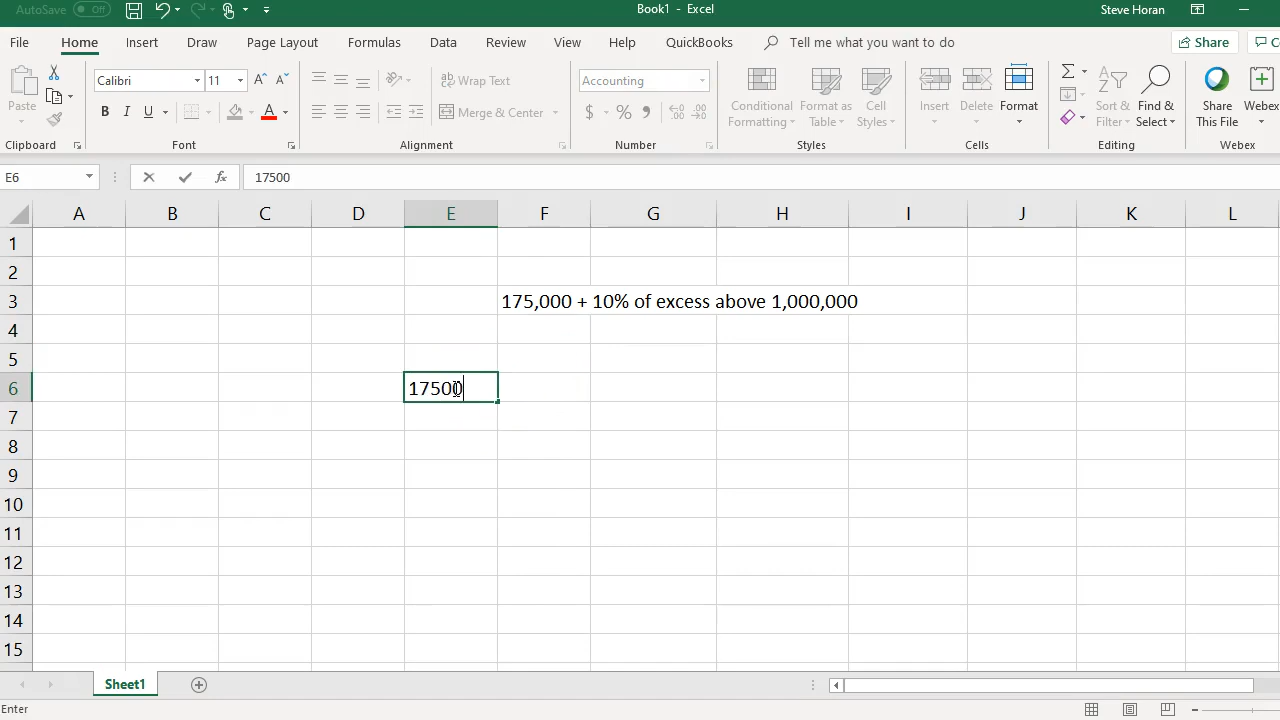 AutoSave Off Book1 - Excel Steve Horan
File Home Insert Draw Page Layout Formulas Data Review View Help QuickBooks Tell me what you want to do Share
Paste Calibri 11 A A ab Wrap Text Accounting Conditional Format as Cell Insert Delete Format Σ Sort & Find & Share Webex
B I U A Merge & Center $ % Formatting Table Styles Filter Select This File
Clipboard Font Alignment Number Styles Cells Editing Webex
E6 fx 17500
A B C D E F G H I J K L
1
2
3 175,000 + 10% of excess above 1,000,000
4
5
6 17500
7
8
9
10
11
12
13
14
15
Sheet1
Enter